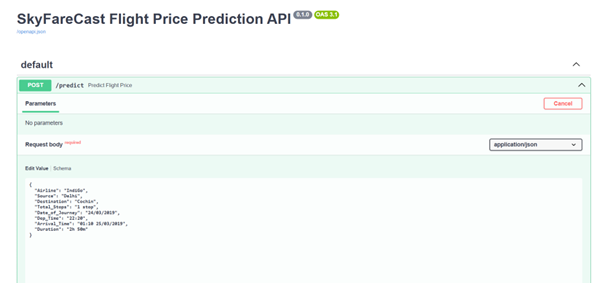 SkyFareCast Flight Price Prediction API 0.1.0 OAS 3.1
/openapi.json
default
POST /predict Predict Flight Price
Parameters
Cancel
No parameters
Request body required
application/json
Edit Value | Schema
{
"Airline": "IndiGo",
"Source": "Delhi",
"Destination": "Cochin",
"Total_Stops": "1 stop",
"Date_of_Journey": "24/03/2019",
"Dep_Time": "22:20",
"Arrival_Time": "01:10 25/03/2019",
"Duration": "2h 50m"
}